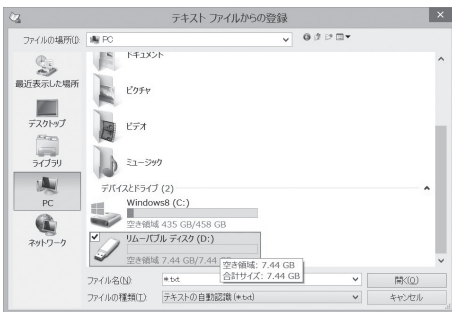 テキスト ファイルからの登録
ファイルの場所(I):
PC
最近表示した場所
デスクトップ
ライブラリ
PC
ネットワーク
ドキュメント
ピクチャ
ビデオ
ミュージック
デバイスとドライブ (2)
Windows8 (C:)
空き領域 435 GB/458 GB
リムーバブル ディスク (D:)
空き領域 7.44 GB/7.44
空き領域: 7.44 GB
合計サイズ: 7.44 GB
ファイル名(N):
*.txt
開く(O)
ファイルの種類(T):
テキストの自動認識 (*.txt)
キャンセル